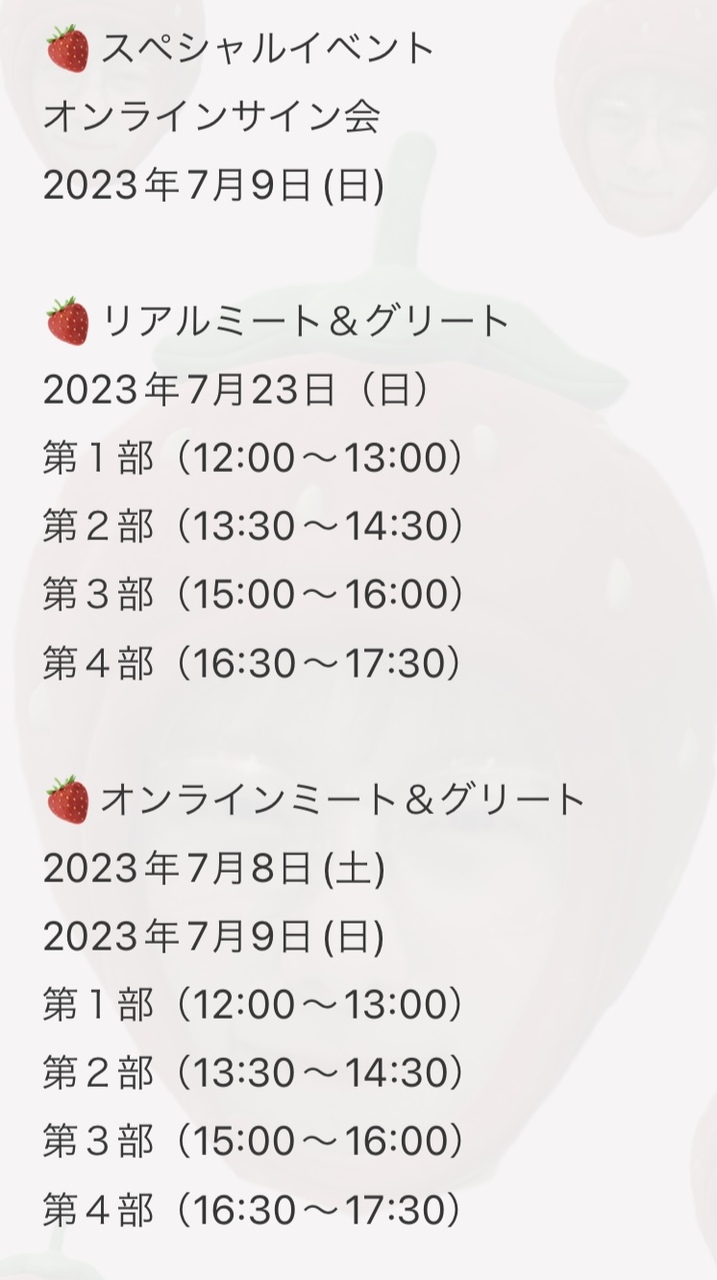 🍓スペシャルイベント
オンラインサイン会
2023年7月9日(日)
🍓リアルミート＆グリート
2023年7月23日（日）
第１部（12:00〜13:00）
第２部（13:30〜14:30）
第３部（15:00〜16:00）
第４部（16:30〜17:30）
🍓オンラインミート＆グリート
2023年7月8日(土)
2023年7月9日(日)
第１部（12:00〜13:00）
第２部（13:30〜14:30）
第３部（15:00〜16:00）
第４部（16:30〜17:30）